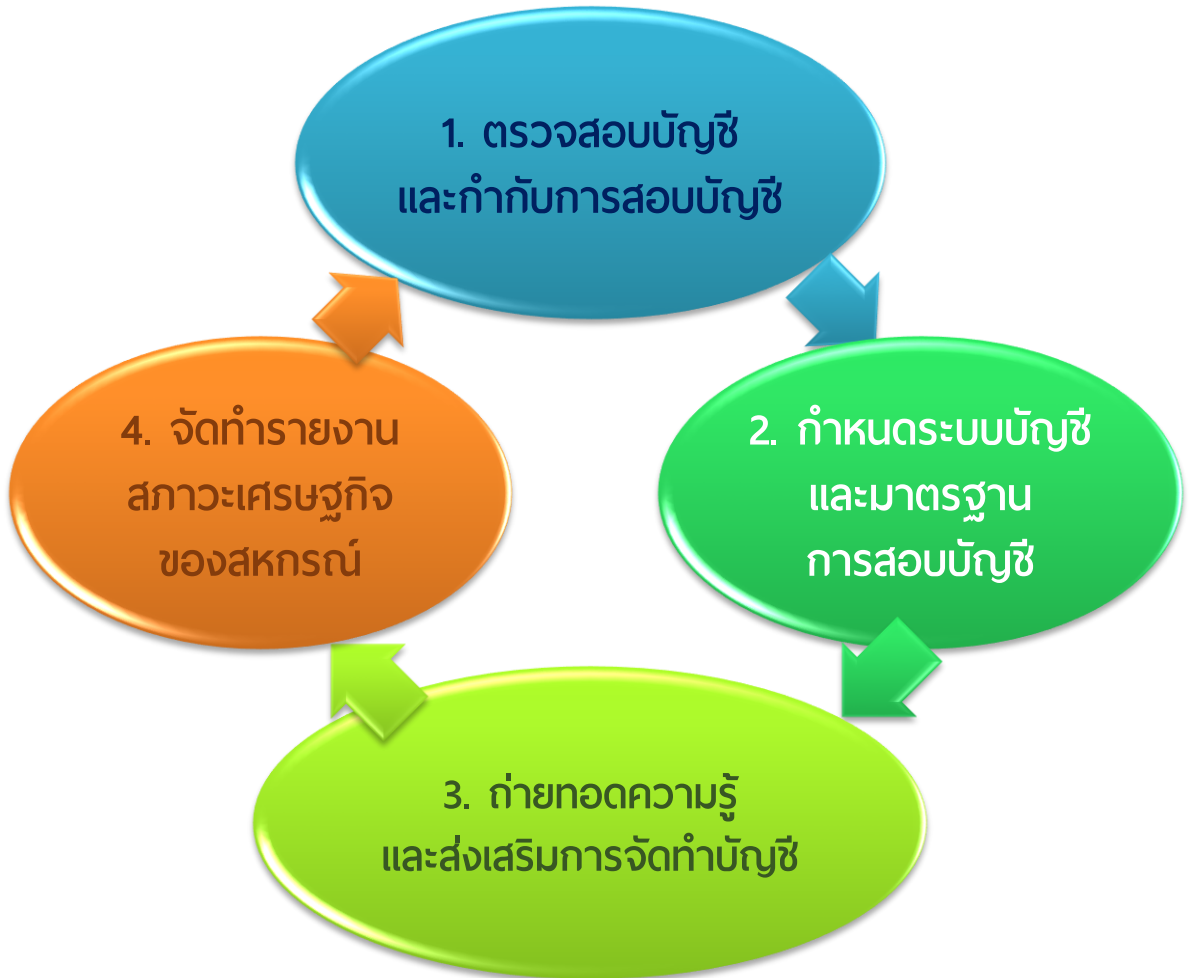 1. ตรวจสอบบัญชี
และกำกับการสอบบัญชี
2. กำหนดระบบบัญชี
และมาตรฐาน
การสอบบัญชี
3. ถ่ายทอดความรู้
และส่งเสริมการจัดทำบัญชี
4. จัดทำรายงาน
สภาวะเศรษฐกิจ
ของสหกรณ์